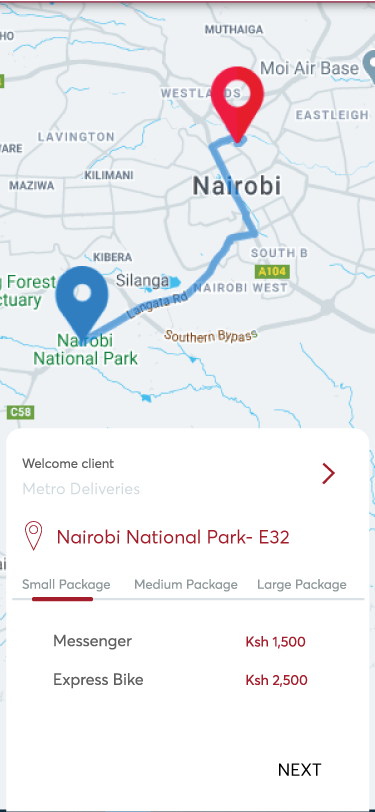 MUTHAIGA
Moi Air Base
WESTLANDS
EASTLEIGH
LAVINGTON
KILIMANI
MAZIWA
Nairobi
SOUTH B
KIBERA
A104
Silanga
NAIROBI WEST
Langata Rd
Southern Bypass
Nairobi
National Park
C58
Welcome client
Metro Deliveries
Nairobi National Park- E32
Small Package Medium Package Large Package
Messenger Ksh 1,500
Express Bike Ksh 2,500
NEXT